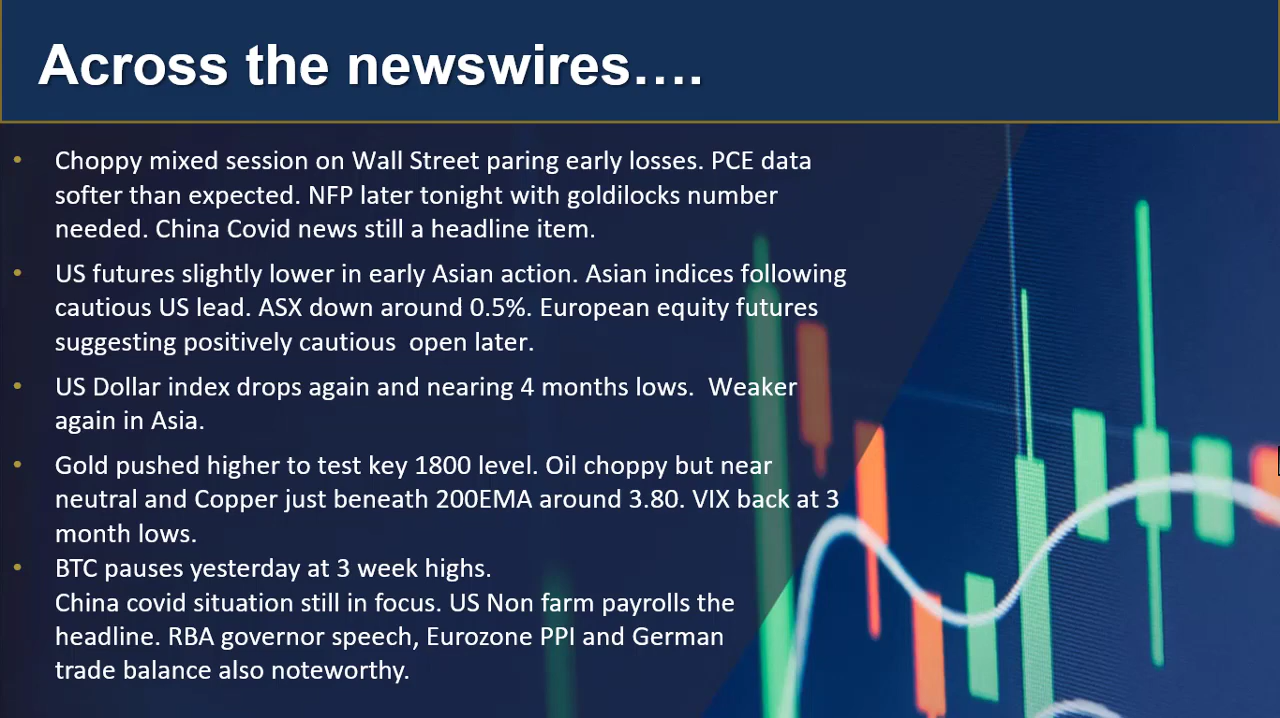 Across the newswires….
• Choppy mixed session on Wall Street paring early losses. PCE data
softer than expected. NFP later tonight with goldilocks number
needed. China Covid news still a headline item.
• US futures slightly lower in early Asian action. Asian indices following
cautious US lead. ASX down around 0.5%. European equity futures
suggesting positively cautious  open later.
• US Dollar index drops again and nearing 4 months lows.  Weaker
again in Asia.
• Gold pushed higher to test key 1800 level. Oil choppy but near
neutral and Copper just beneath 200EMA around 3.80. VIX back at 3
month lows.
• BTC pauses yesterday at 3 week highs.
China covid situation still in focus. US Non farm payrolls the
headline. RBA governor speech, Eurozone PPI and German
trade balance also noteworthy.